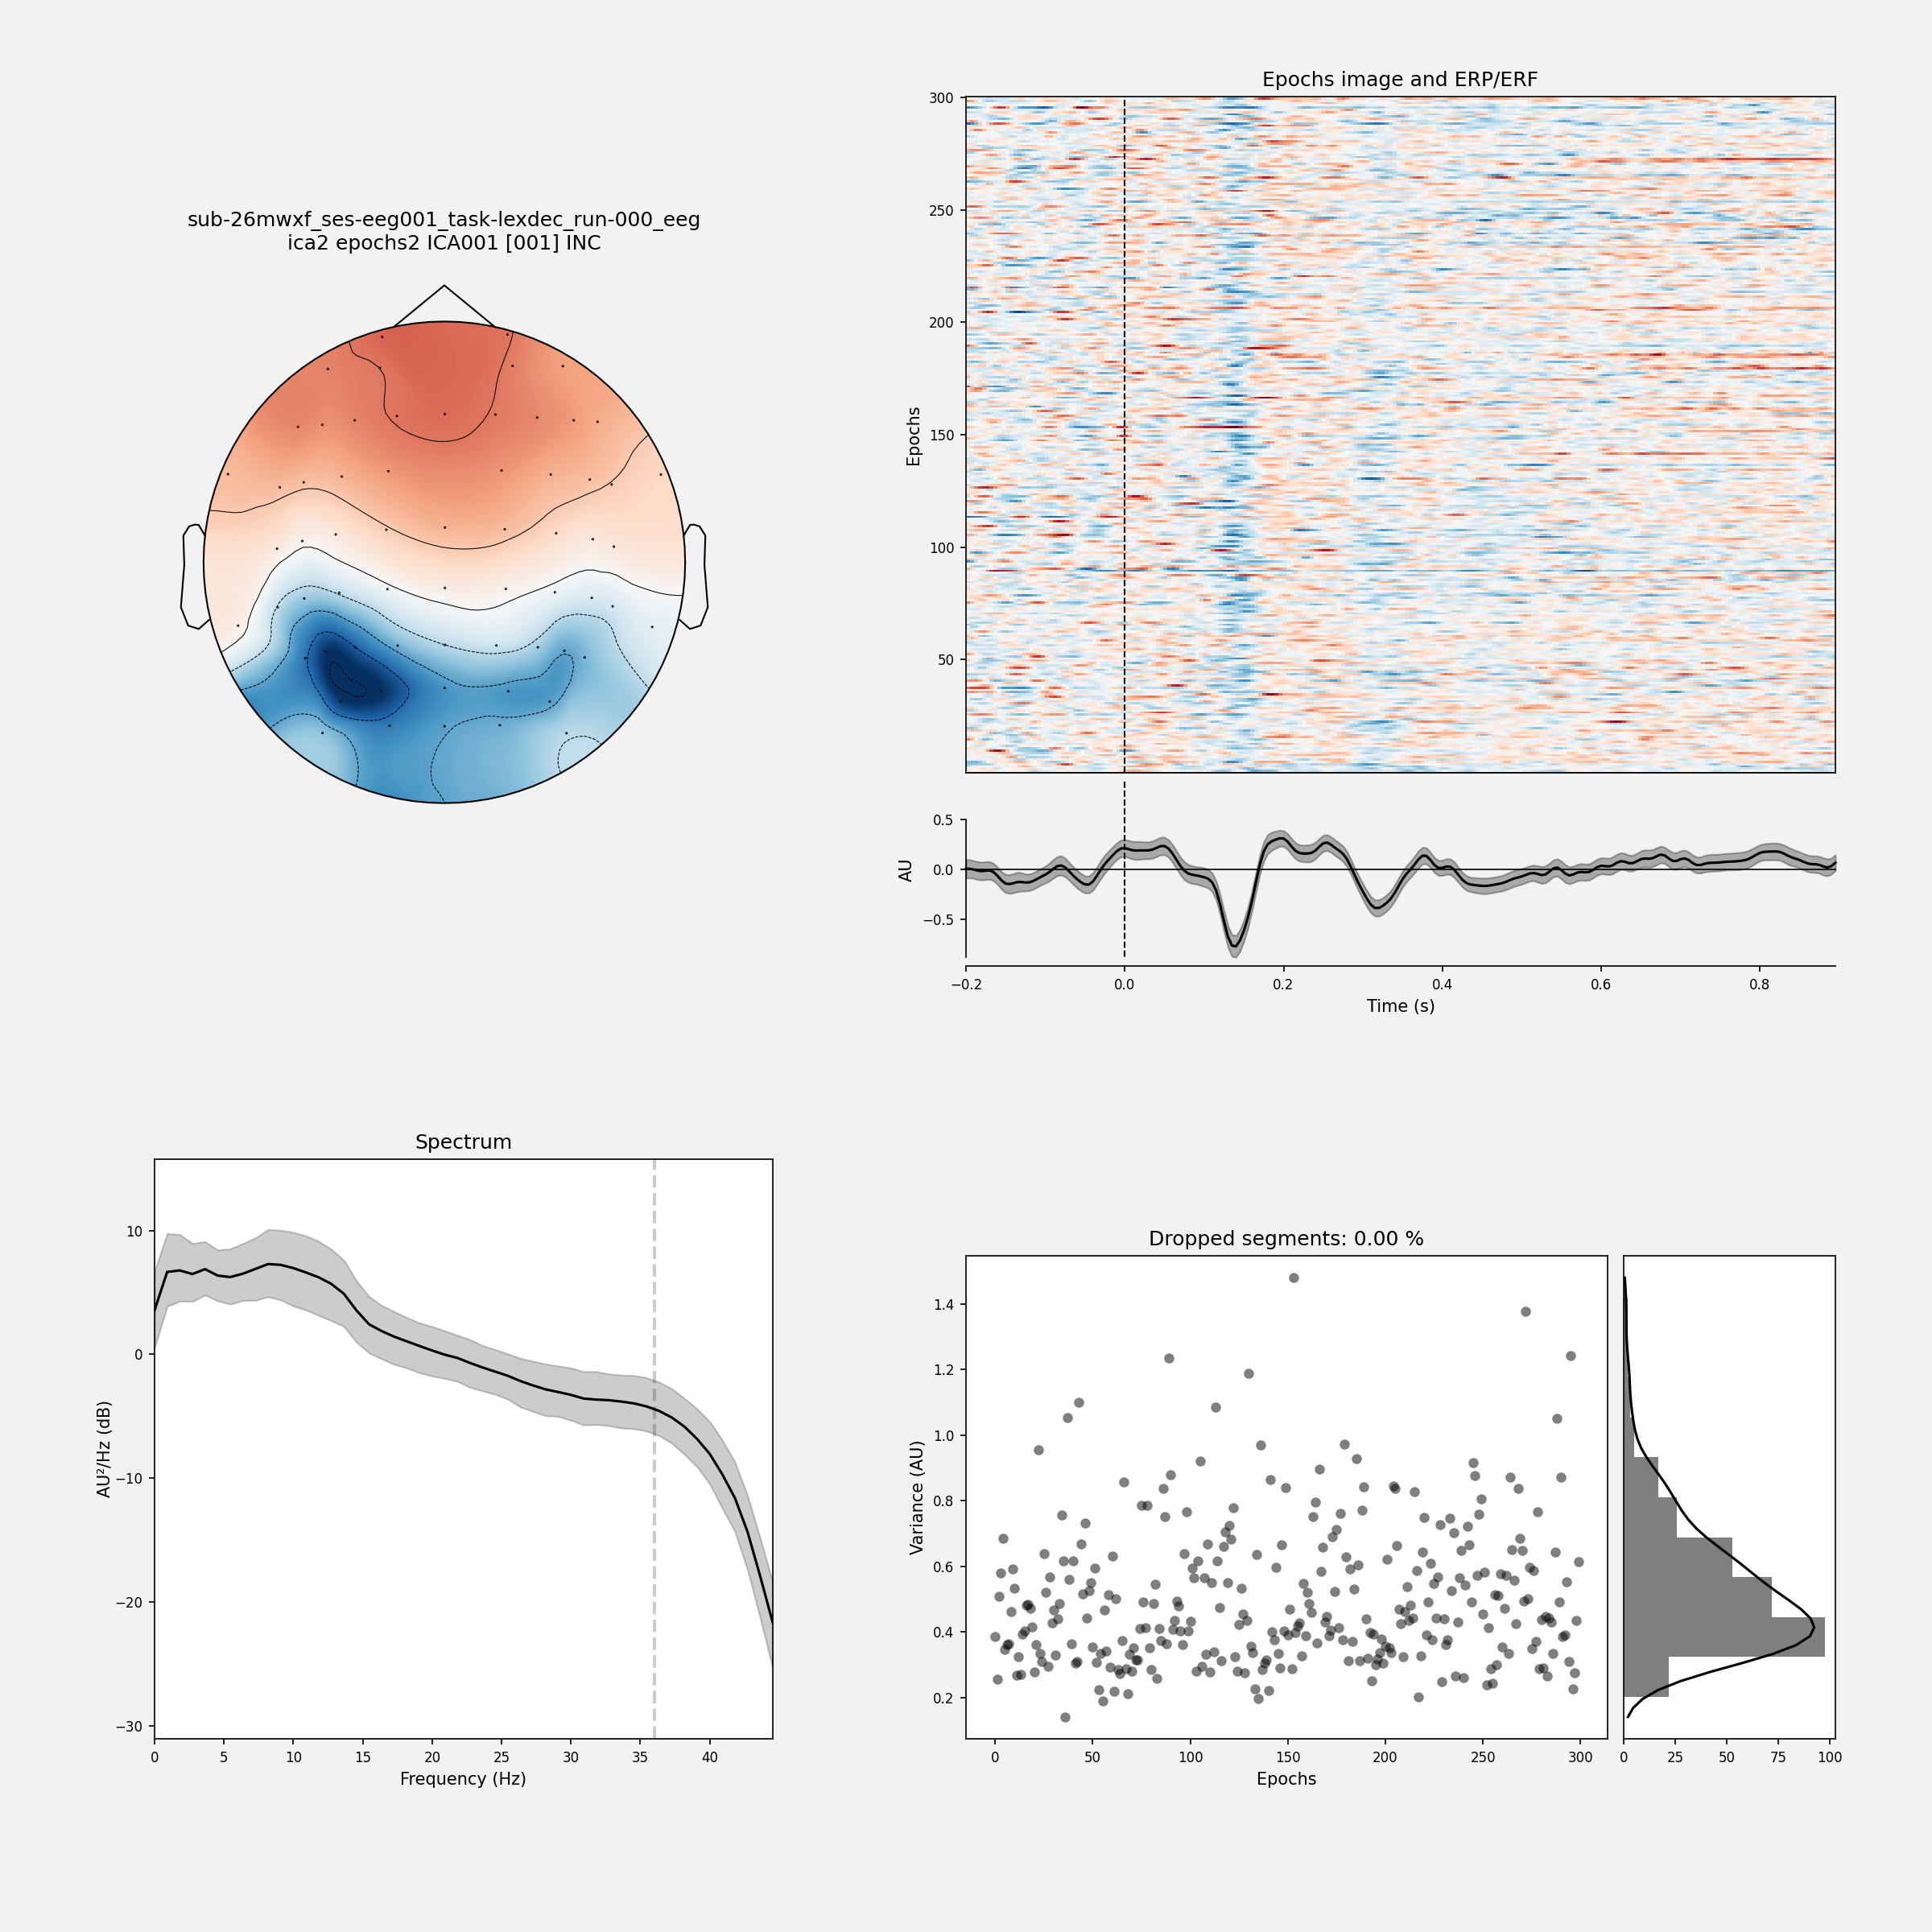 sub-26mwxf_ses-eeg001_task-lexdec_run-000_eeg
ica2 epochs2 ICA001 [001] INC
Epochs image and ERP/ERF
300
250
200
150
100
50
Epochs
0.5
0.0
−0.5
AU
−0.2 0.0 0.2 0.4 0.6 0.8
Time (s)
Spectrum
10
0
−10
−20
−30
AU²/Hz (dB)
0 5 10 15 20 25 30 35 40
Frequency (Hz)
Dropped segments: 0.00 %
1.4
1.2
1.0
0.8
0.6
0.4
0.2
Variance (AU)
0 50 100 150 200 250 300
Epochs
0 25 50 75 100